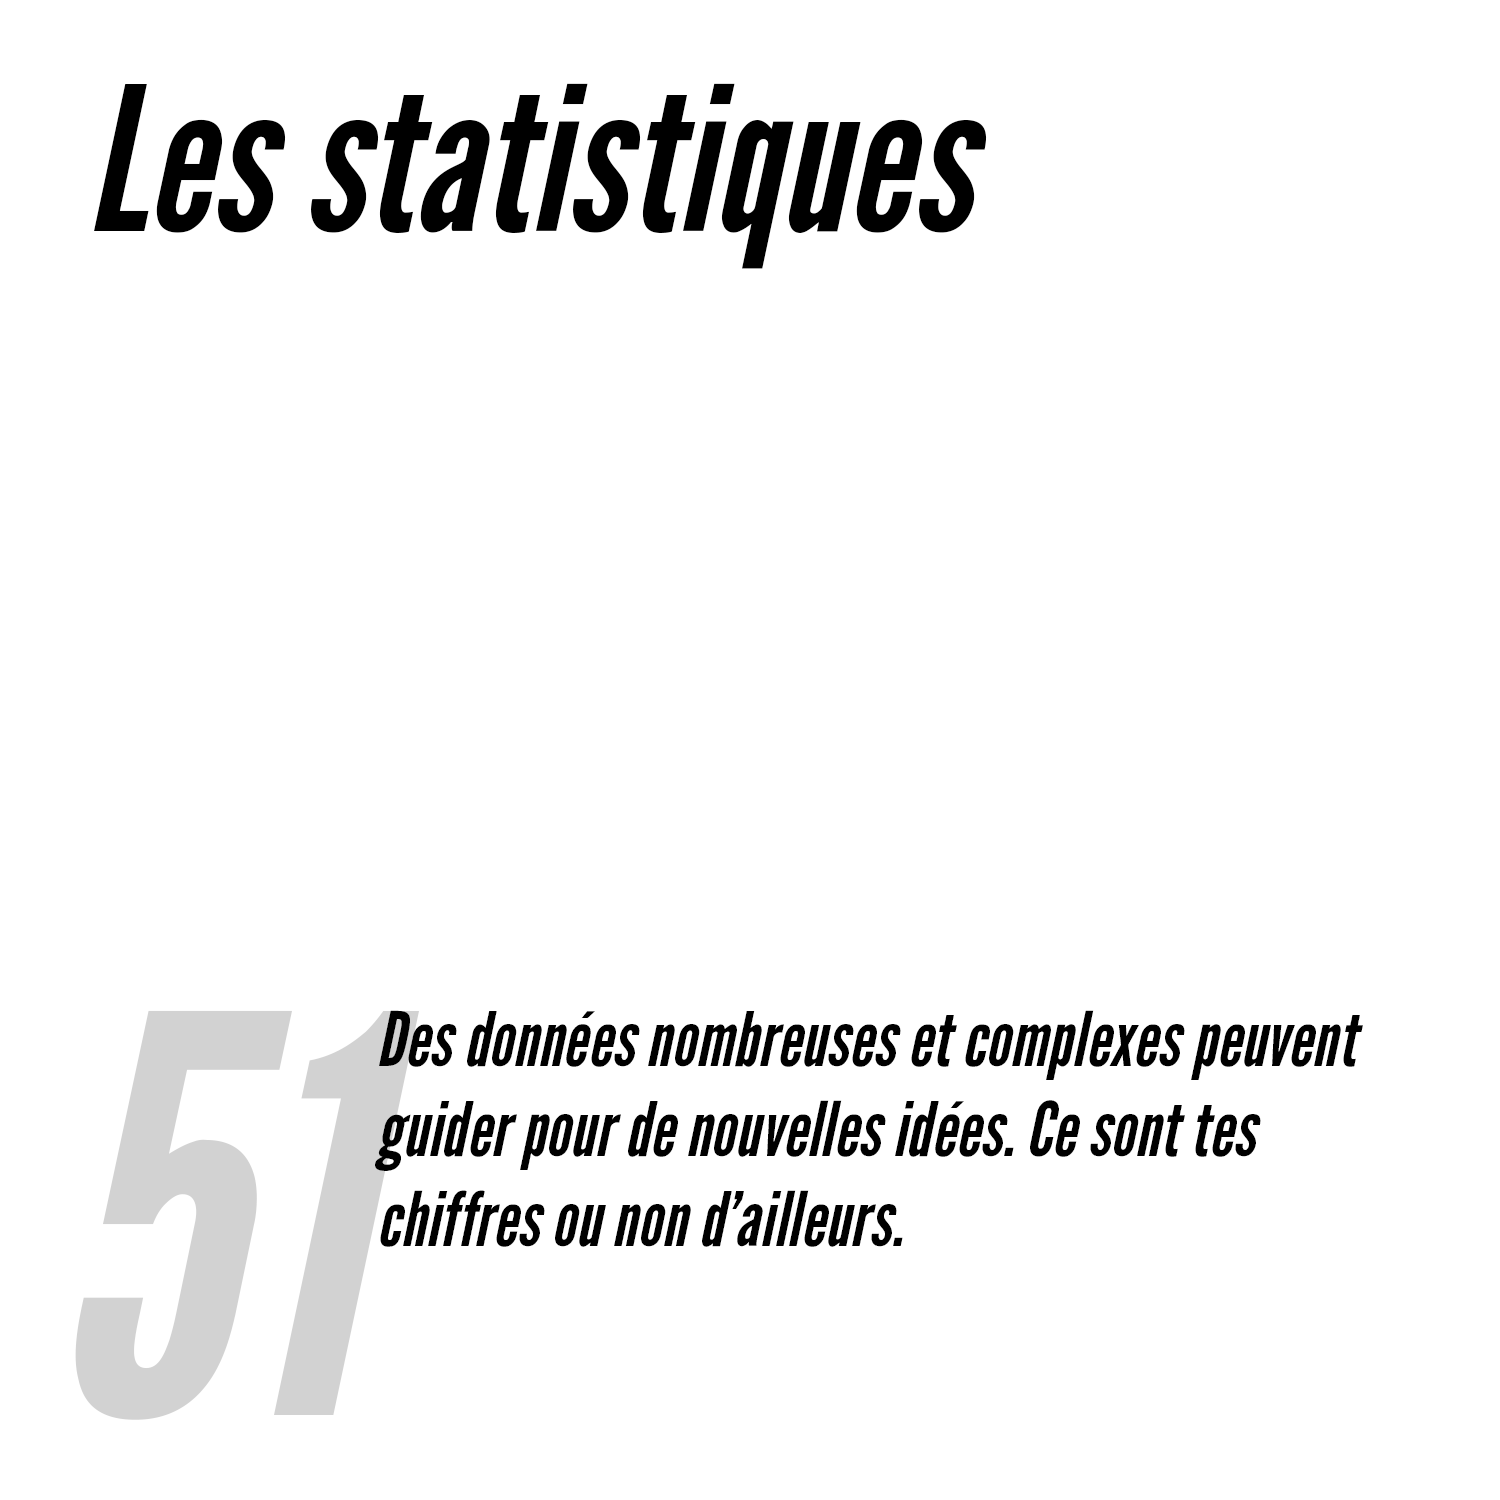 Les statistiques
51
Des données nombreuses et complexes peuvent
guider pour de nouvelles idées. Ce sont tes
chiffres ou non d’ailleurs.